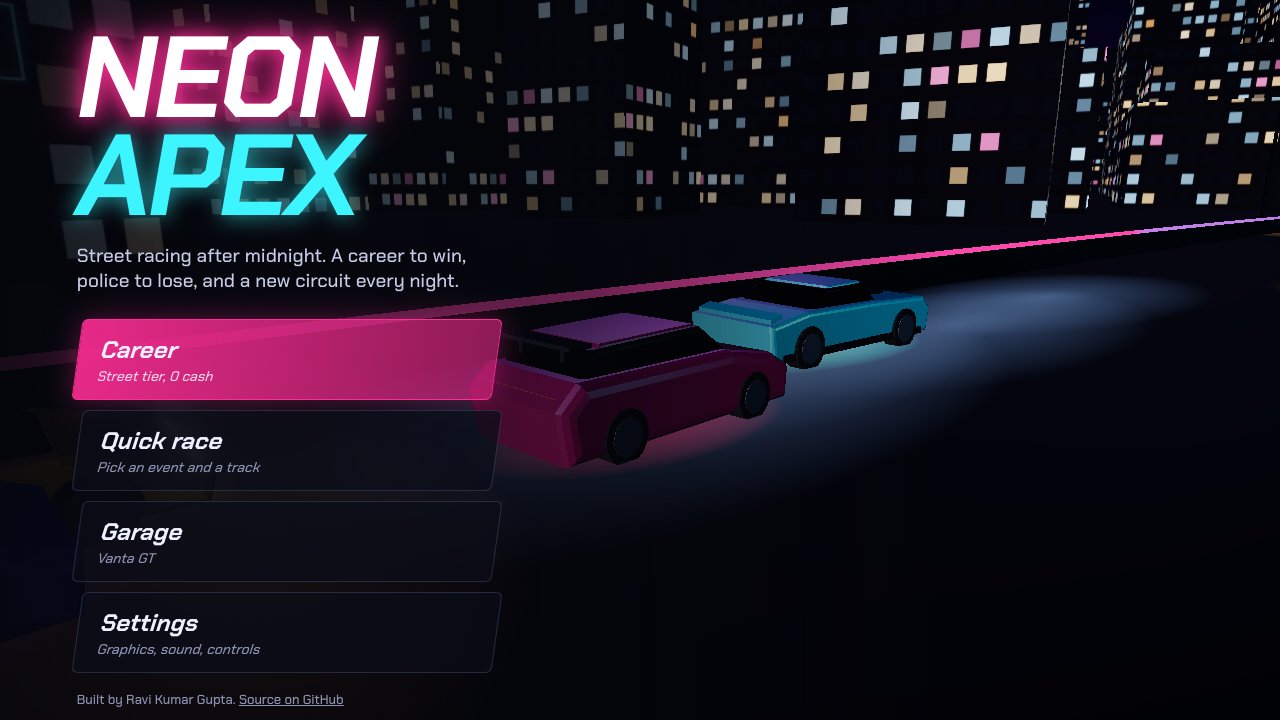 NEON
APEX
Street racing after midnight. A career to win,
police to lose, and a new circuit every night.
Career
Street tier, 0 cash
Quick race
Pick an event and a track
Garage
Vanta GT
Settings
Graphics, sound, controls
Built by Ravi Kumar Gupta. Source on GitHub